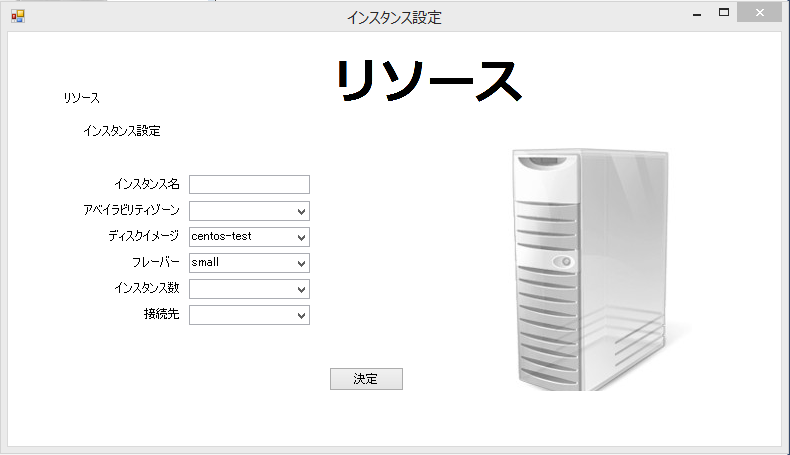 インスタンス設定
リソース
リソース
インスタンス設定
インスタンス名
アベイラビリティゾーン
ディスクイメージ centos-test
フレーバー small
インスタンス数
接続先
決定